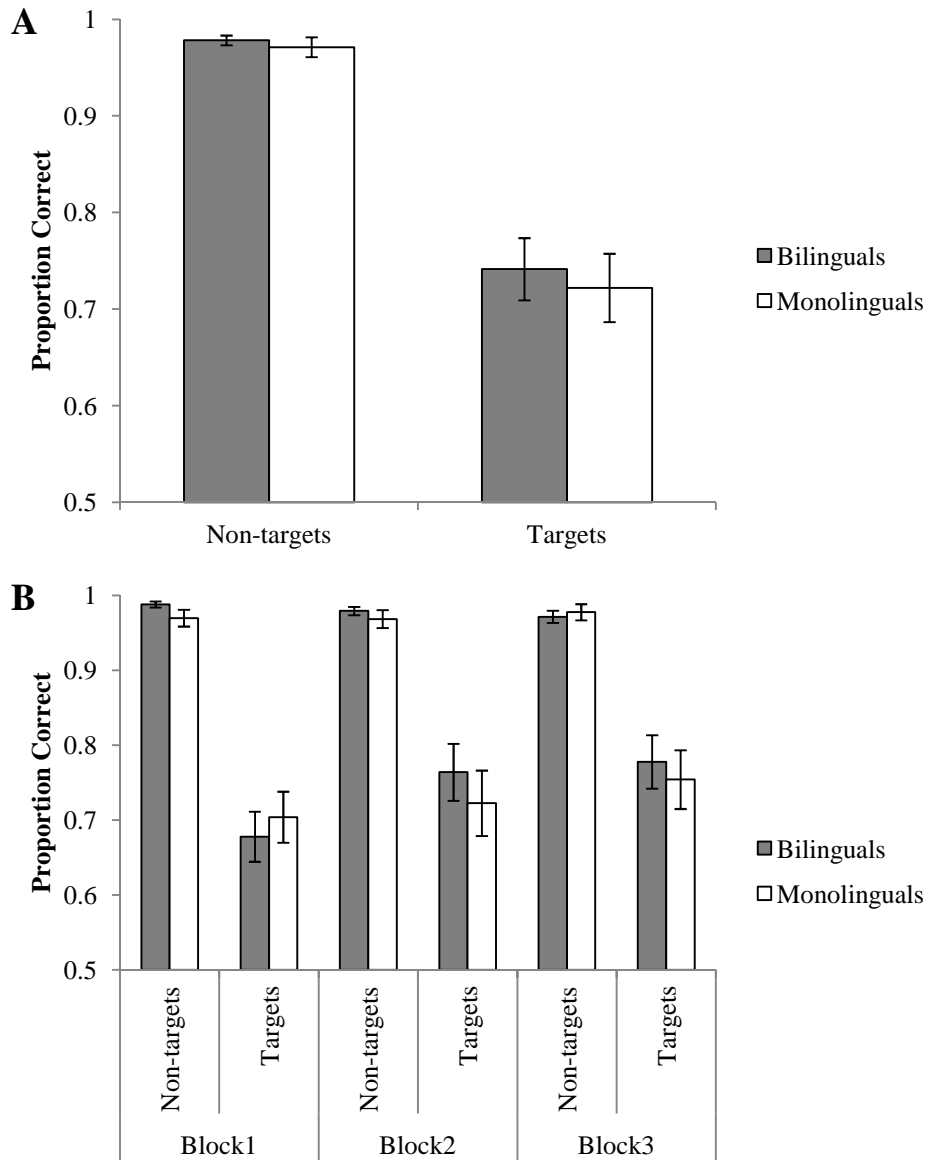 A
Proportion Correct
1
0.9
0.8
0.7
0.6
0.5
Non-targets
Targets
Bilinguals
Monolinguals
B
Proportion Correct
1
0.9
0.8
0.7
0.6
0.5
Non-targets
Targets
Non-targets
Targets
Non-targets
Targets
Block1
Block2
Block3
Bilinguals
Monolinguals